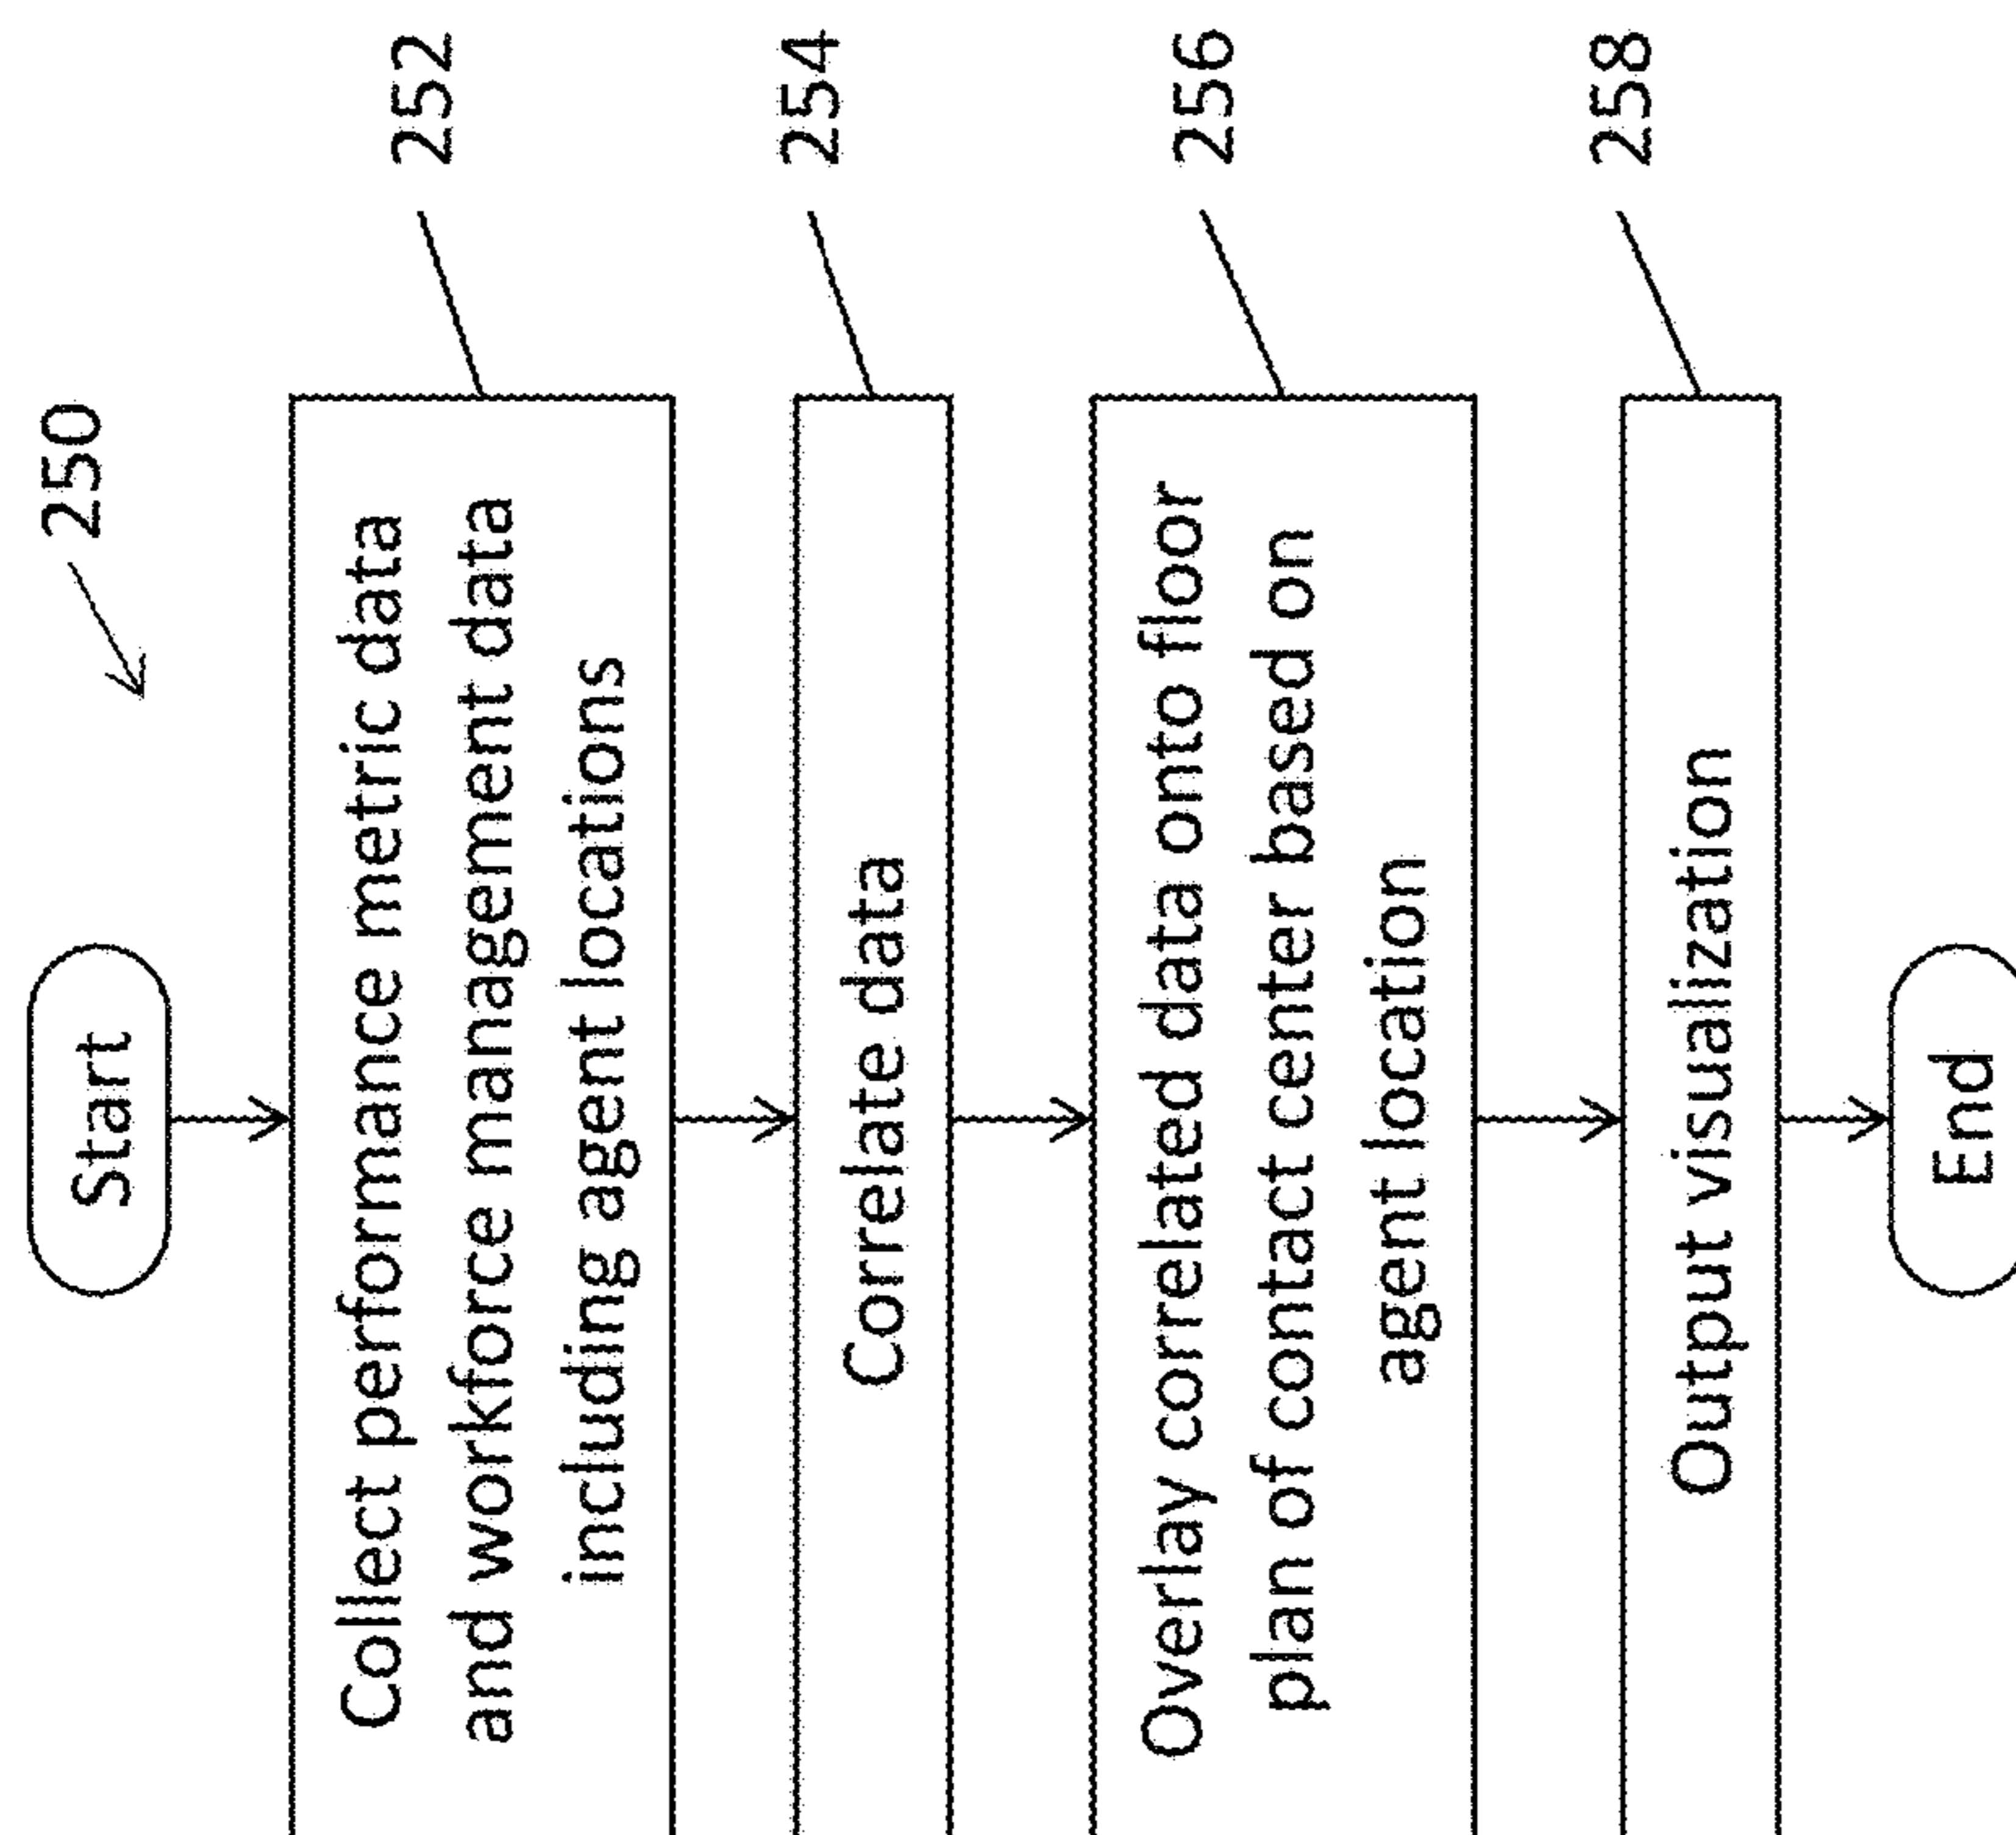 250
Start
Collect performance metric data
and workforce management data
including agent locations
252
Correlate data
254
Overlay correlated data onto floor
plan of contact center based on
agent location
256
Output visualization
258
End